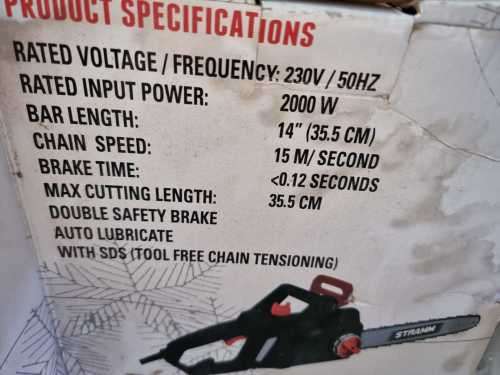 PRODUCT SPECIFICATIONS
RATED VOLTAGE / FREQUENCY: 230V / 50HZ
RATED INPUT POWER: 2000 W
BAR LENGTH: 14" (35.5 CM)
CHAIN SPEED: 15 M/ SECOND
BRAKE TIME: <0.12 SECONDS
MAX CUTTING LENGTH: 35.5 CM
DOUBLE SAFETY BRAKE
AUTO LUBRICATE
WITH SDS (TOOL FREE CHAIN TENSIONING)
STRAMM